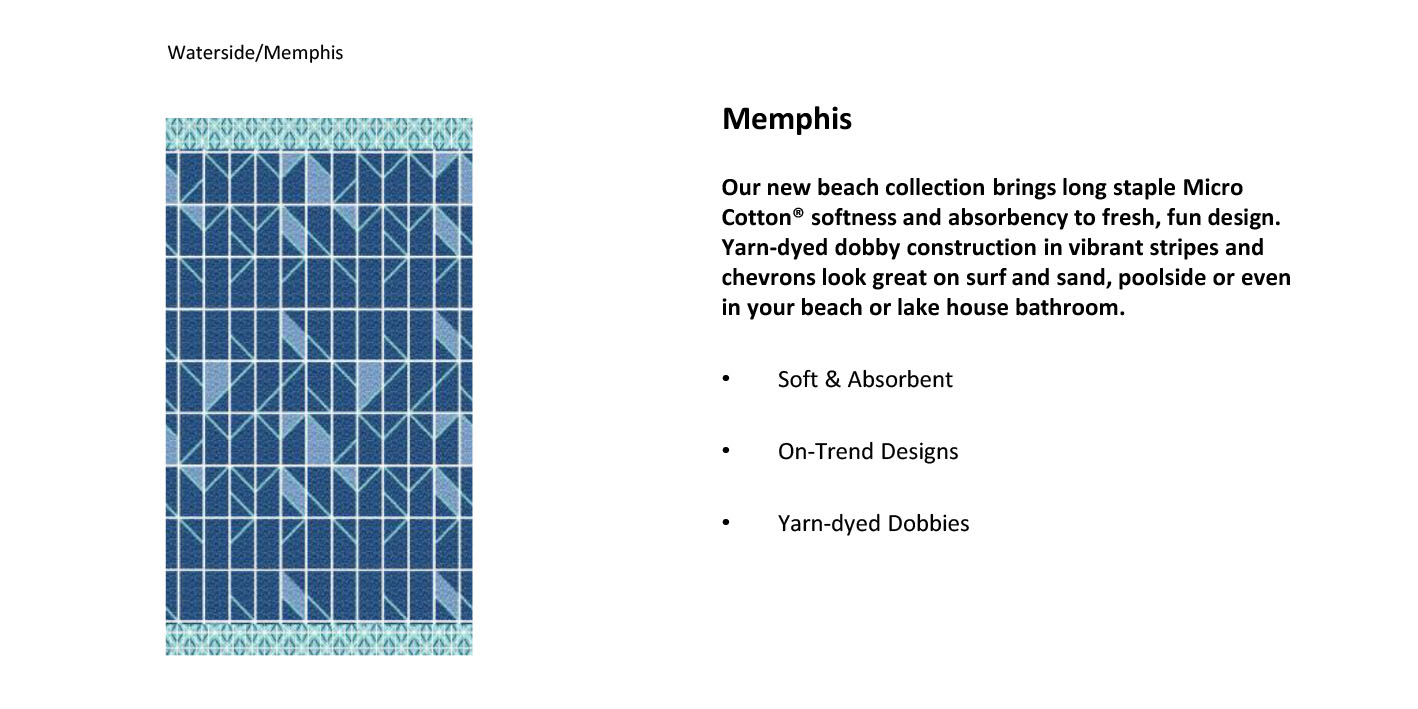 Waterside/Memphis
Memphis
Our new beach collection brings long staple Micro
Cotton® softness and absorbency to fresh, fun design.
Yarn-dyed dobby construction in vibrant stripes and
chevrons look great on surf and sand, poolside or even
in your beach or lake house bathroom.
• Soft & Absorbent
• On-Trend Designs
• Yarn-dyed Dobbies